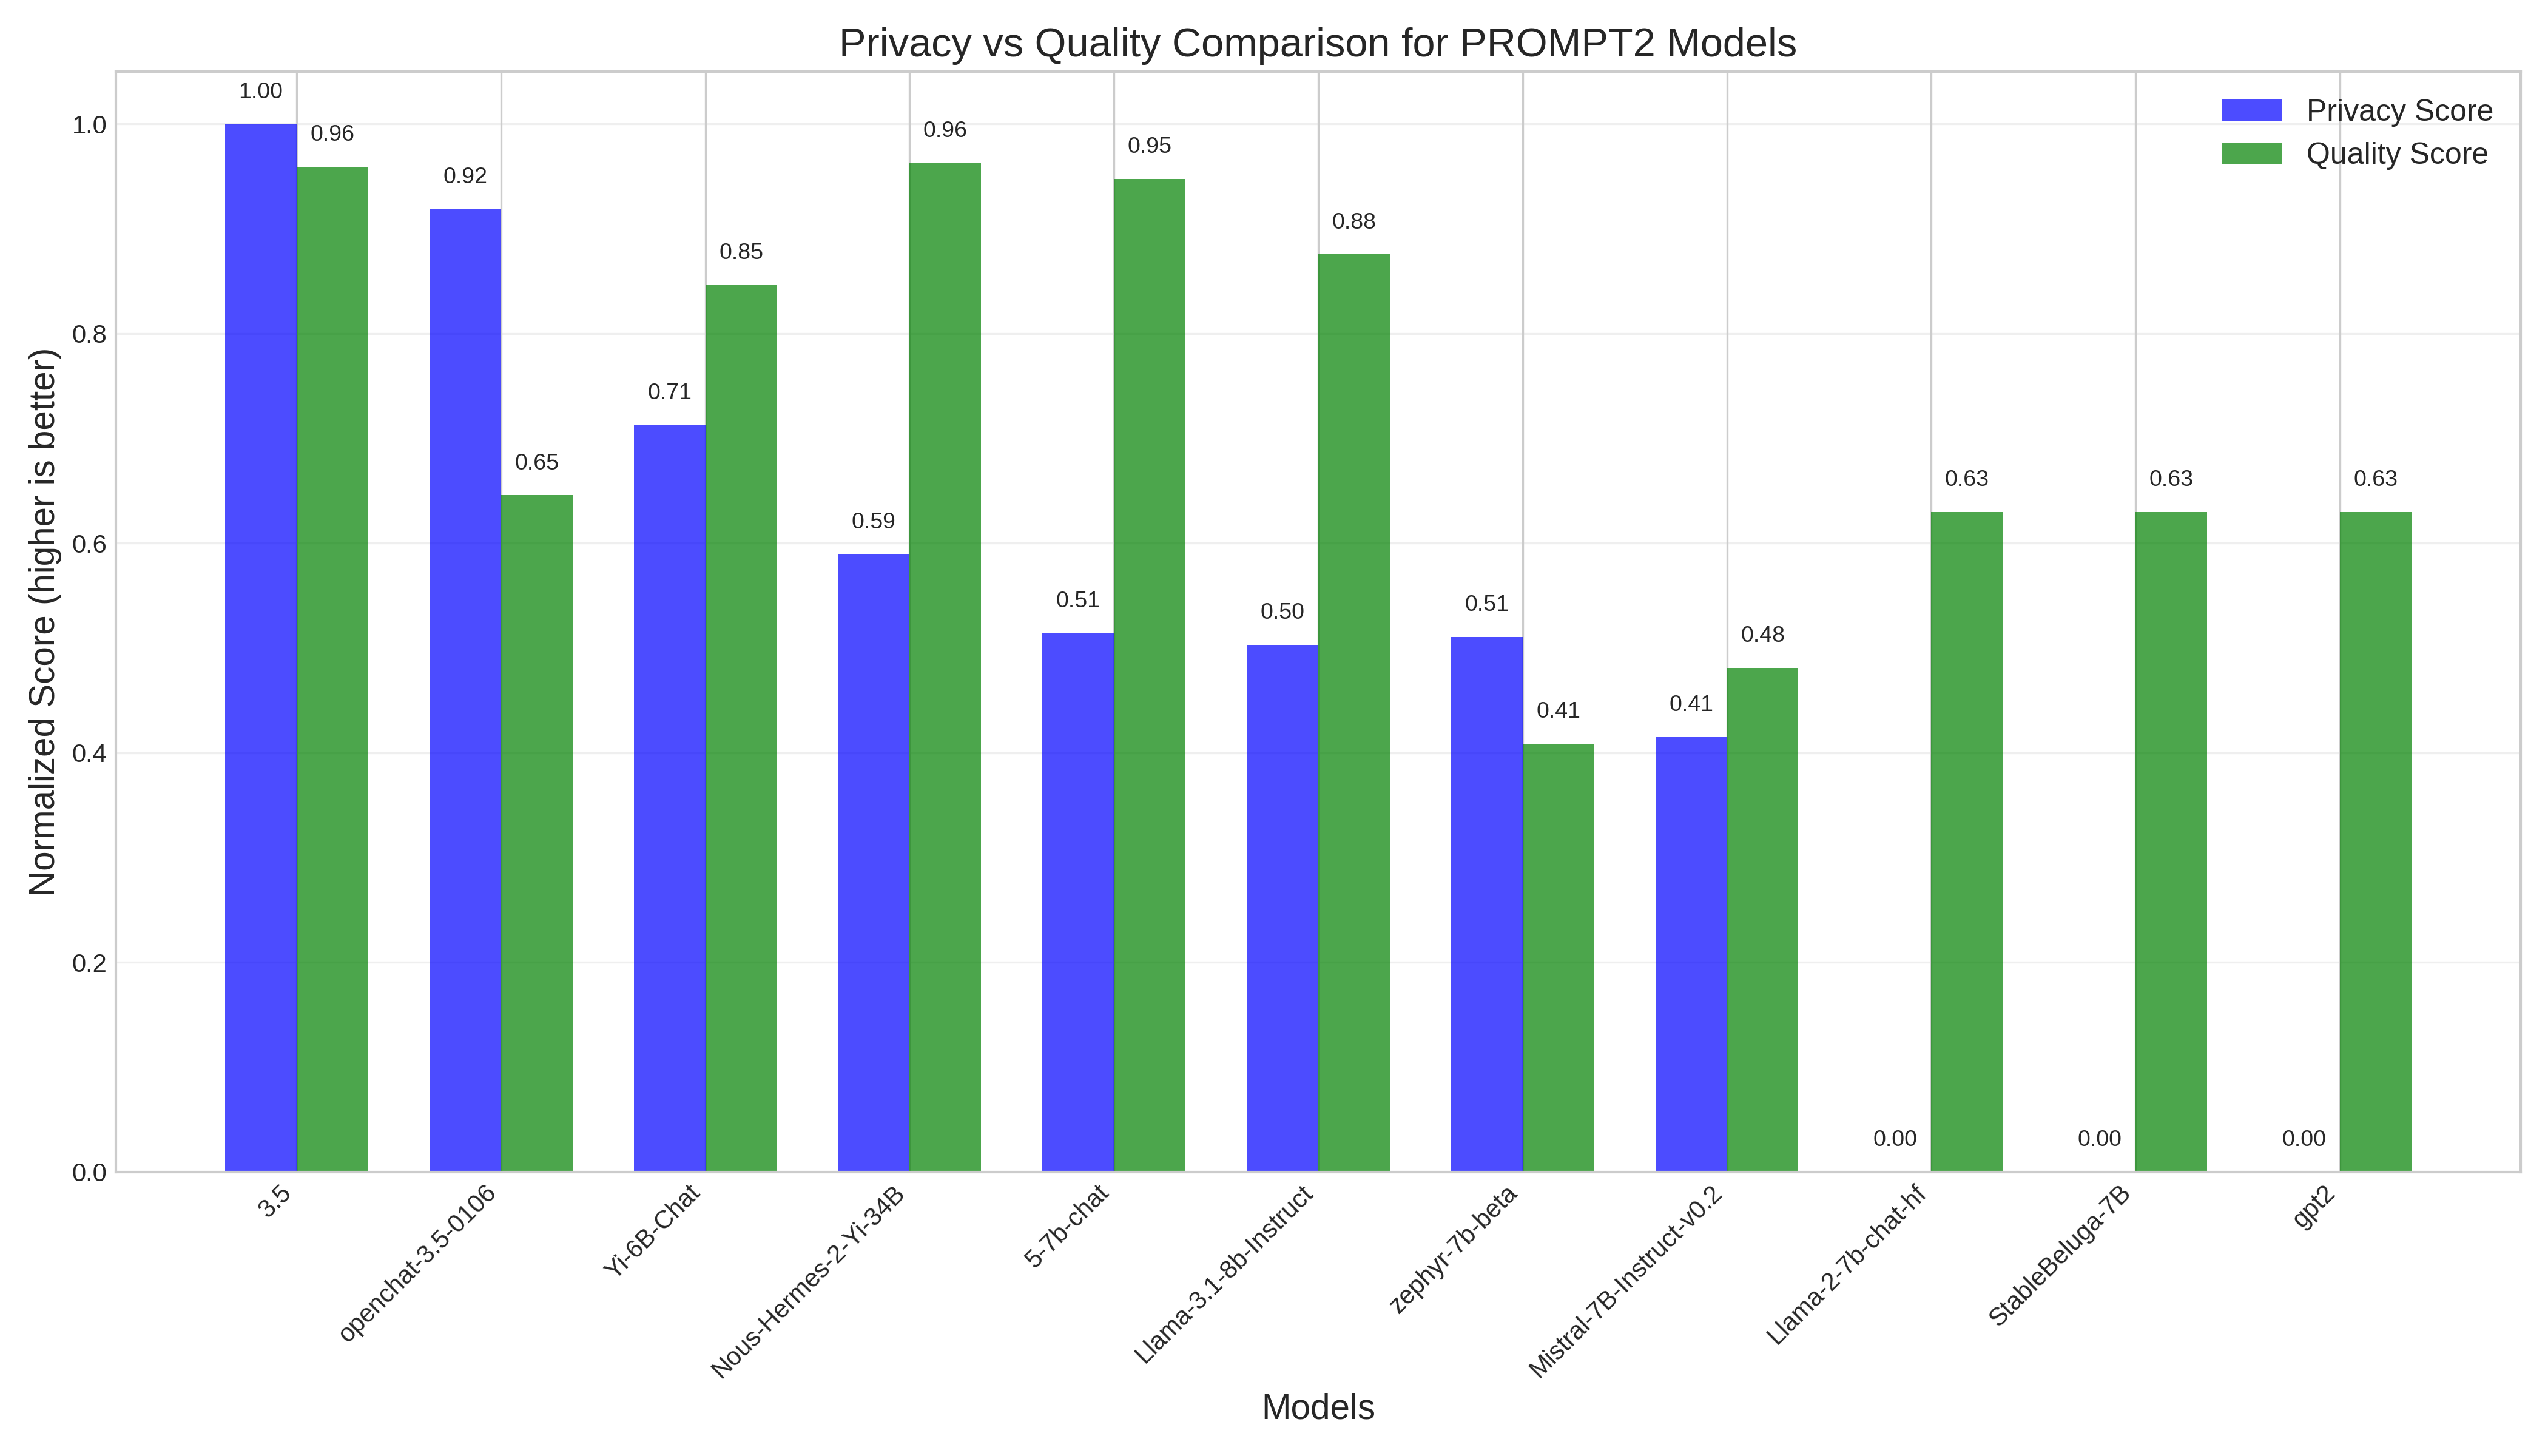 Privacy vs Quality Comparison for PROMPT2 Models
Privacy Score
Quality Score
Normalized Score (higher is better)
1.0
0.8
0.6
0.4
0.2
0.0
1.00
0.96
0.92
0.65
0.71
0.85
0.59
0.96
0.51
0.95
0.50
0.88
0.51
0.41
0.41
0.48
0.00
0.63
0.00
0.63
0.00
0.63
3.5
openchat-3.5-0106
Yi-6B-Chat
Nous-Hermes-2-Yi-34B
5-7b-chat
Llama-3.1-8b-Instruct
zephyr-7b-beta
Mistral-7B-Instruct-v0.2
Llama-2-7b-chat-hf
StableBeluga-7B
gpt2
Models